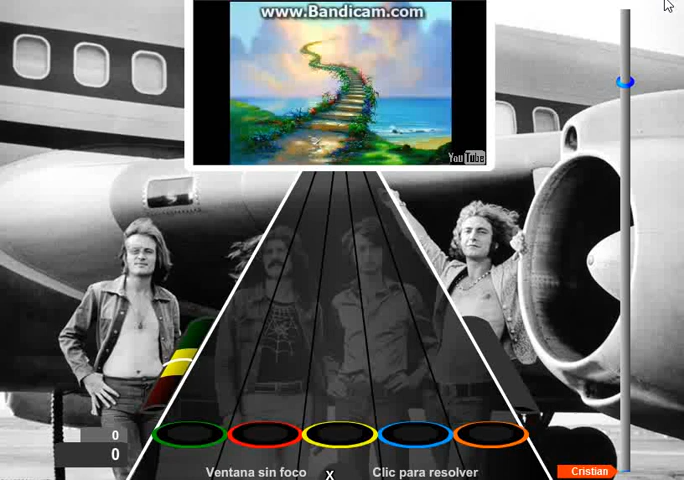 www.Bandicam.com
YouTube
0
0
Ventana sin foco X Clic para resolver
Cristian